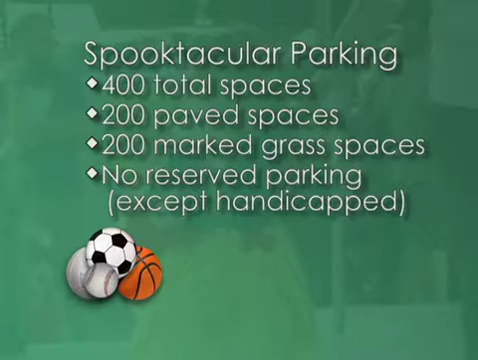 Spooktacular Parking
◆400 total spaces
◆200 paved spaces
◆200 marked grass spaces
◆No reserved parking
(except handicapped)